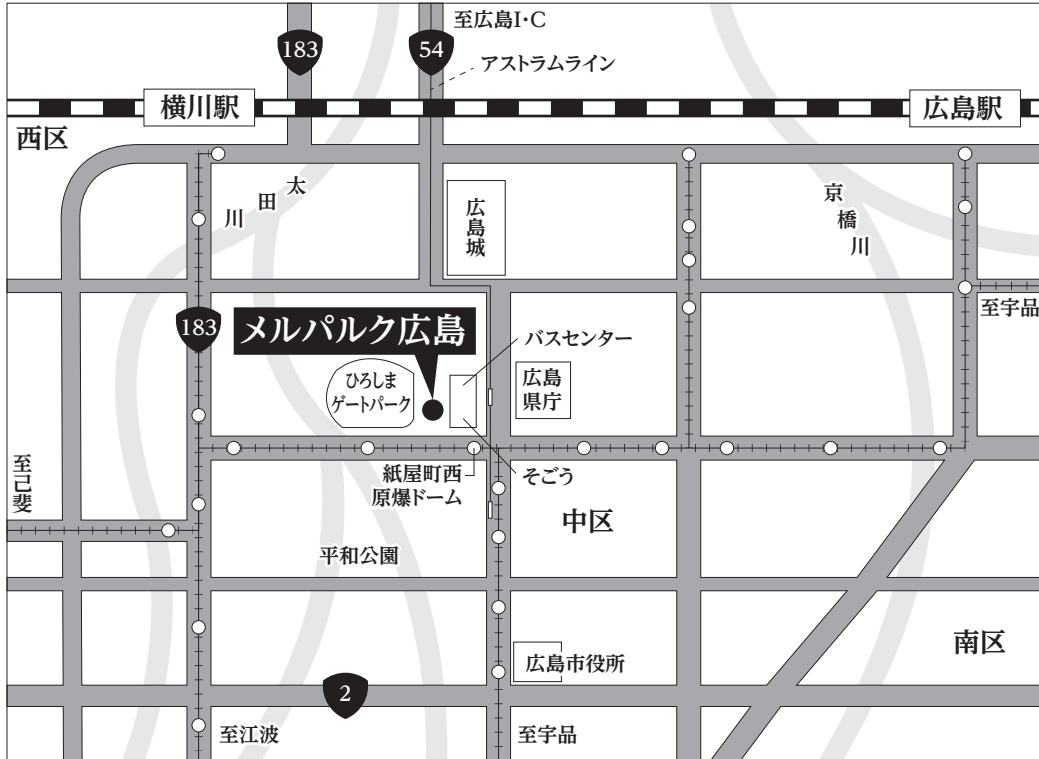 至広島I・C
183
54
アストラムライン
横川駅
広島駅
西区
太田川
広島城
京橋川
至宇品
183
メルパルク広島
バスセンター
ひろしま
ゲートパーク
広島
県庁
至己斐
紙屋町西
原爆ドーム
そごう
中区
平和公園
南区
広島市役所
2
至江波
至宇品